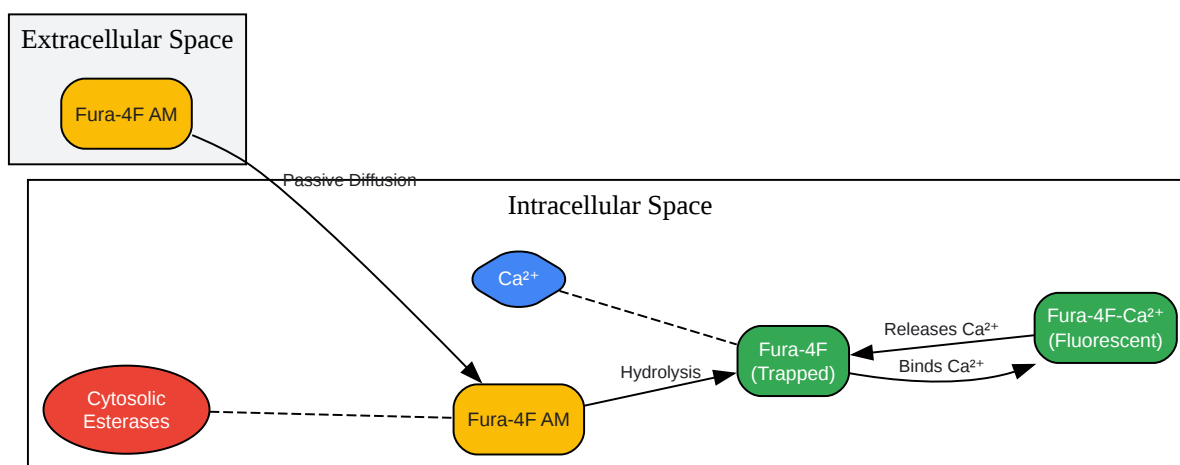 Extracellular Space
Fura-4F AM
Passive Diffusion
Intracellular Space
Ca²⁺
Cytosolic
Esterases
Fura-4F AM
Hydrolysis
Fura-4F
(Trapped)
Releases Ca²⁺
Binds Ca²⁺
Fura-4F-Ca²⁺
(Fluorescent)